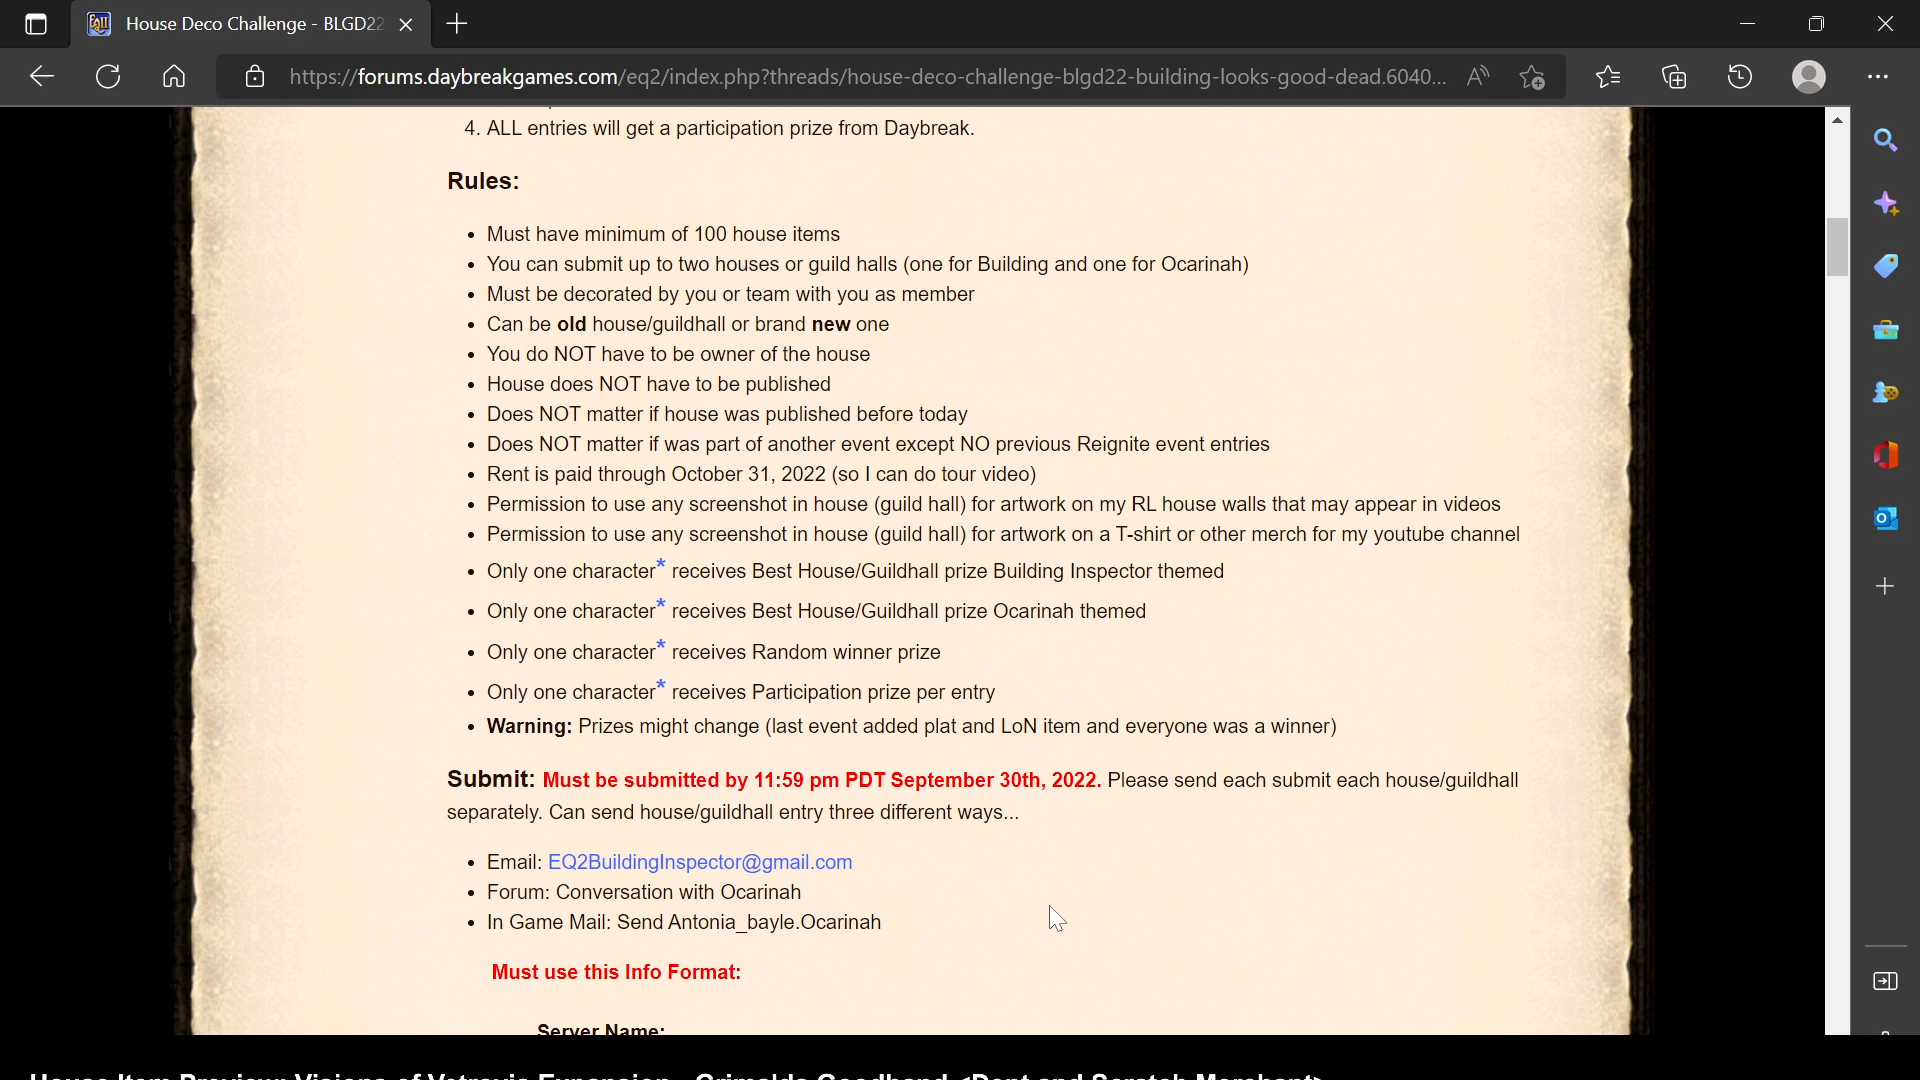 House Deco Challenge - BLGD22
https://forums.daybreakgames.com/eq2/index.php?threads/house-deco-challenge-blgd22-building-looks-good-dead.6040...
4. ALL entries will get a participation prize from Daybreak.
Rules:
• Must have minimum of 100 house items
• You can submit up to two houses or guild halls (one for Building and one for Ocarinah)
• Must be decorated by you or team with you as member
• Can be old house/guildhall or brand new one
• You do NOT have to be owner of the house
• House does NOT have to be published
• Does NOT matter if house was published before today
• Does NOT matter if was part of another event except NO previous Reignite event entries
• Rent is paid through October 31, 2022 (so I can do tour video)
• Permission to use any screenshot in house (guild hall) for artwork on my RL house walls that may appear in videos
• Permission to use any screenshot in house (guild hall) for artwork on a T-shirt or other merch for my youtube channel
• Only one character* receives Best House/Guildhall prize Building Inspector themed
• Only one character* receives Best House/Guildhall prize Ocarinah themed
• Only one character* receives Random winner prize
• Only one character* receives Participation prize per entry
• Warning: Prizes might change (last event added plat and LoN item and everyone was a winner)
Submit: Must be submitted by 11:59 pm PDT September 30th, 2022. Please send each submit each house/guildhall
separately. Can send house/guildhall entry three different ways...
• Email: EQ2BuildingInspector@gmail.com
• Forum: Conversation with Ocarinah
• In Game Mail: Send Antonia_bayle.Ocarinah
Must use this Info Format:
Server Name:
House Item Preview: Visions of Vetrovia Expansion - Grimalda Goodhand <Dent and Scratch Merchant>